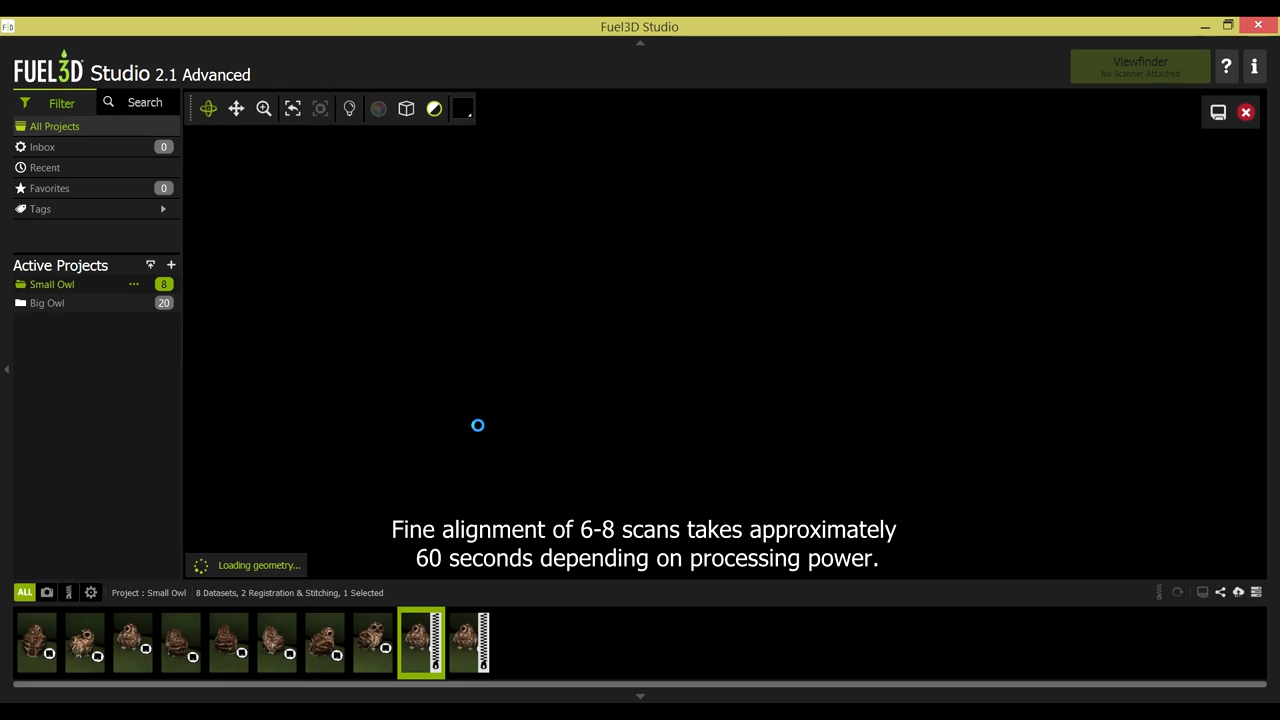 Fuel3D Studio
FUEL3D Studio 2.1 Advanced
Viewfinder
No Scanner Attached
? i
Filter
Search
All Projects
Inbox 0
Recent
Favorites 0
Tags
Active Projects +
Small Owl ... 8
Big Owl 20
Fine alignment of 6-8 scans takes approximately
60 seconds depending on processing power.
Loading geometry...
ALL
Project : Small Owl 8 Datasets, 2 Registration & Stitching, 1 Selected